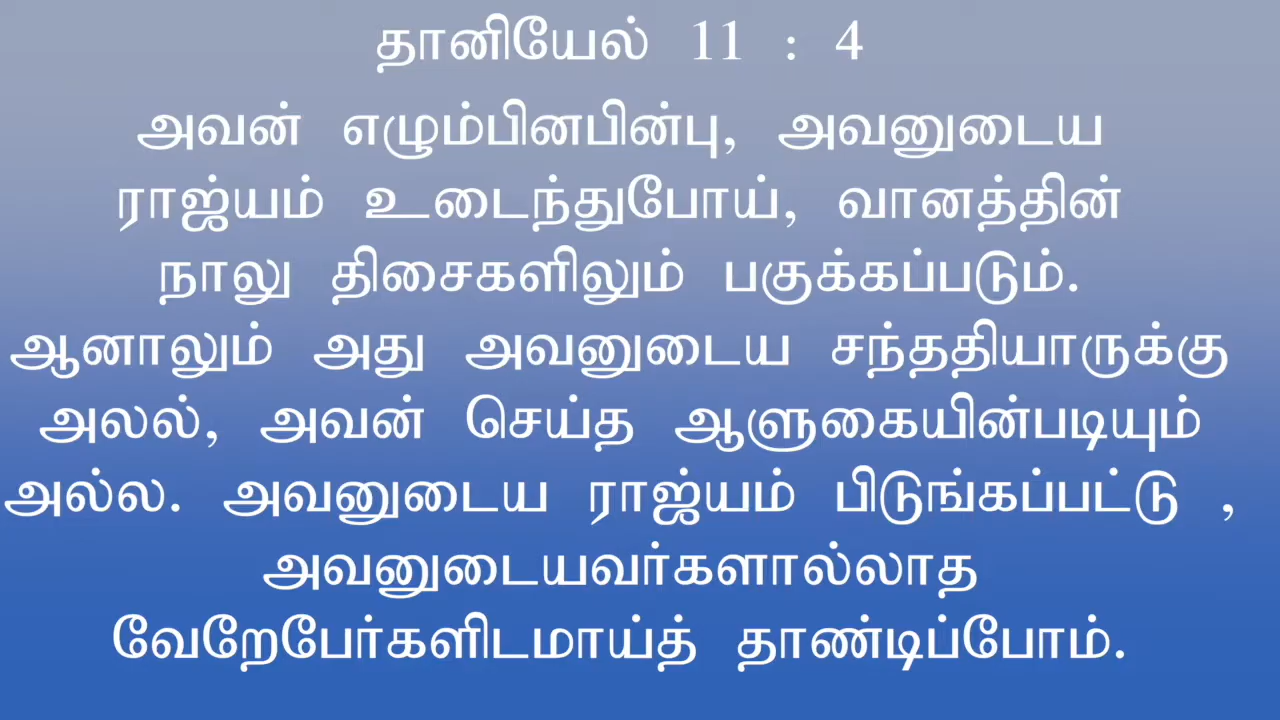 தானியேல் 11 : 4
அவன் எழும்பினபின்பு, அவனுடைய
ராஜ்யம் உடைந்துபோய், வானத்தின்
நாலு திசைகளிலும் பகுக்கப்படும்.
ஆனாலும் அது அவனுடைய சந்ததியாருக்கு
அலல், அவன் செய்த ஆளுகையின்படியும்
அல்ல. அவனுடைய ராஜ்யம் பிடுங்கப்பட்டு ,
அவனுடையவர்களால்லாத
வேறேபேர்களிடமாய்த் தாண்டிப்போம்.